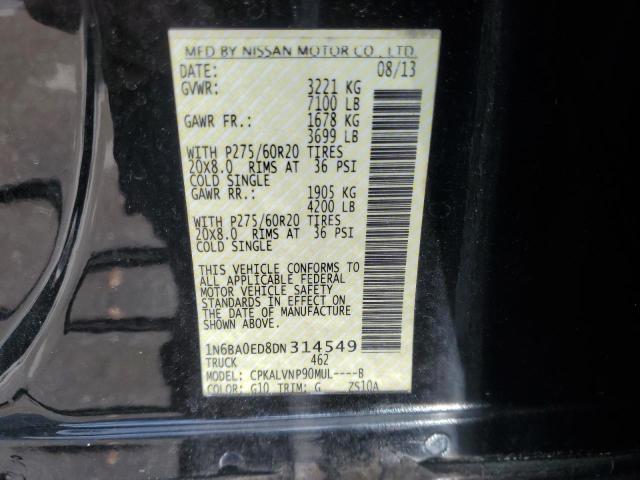 MFD BY NISSAN MOTOR CO., LTD.
DATE: 08/13
GVWR: 3221 KG
7100 LB
GAWR FR.: 1678 KG
3699 LB
WITH P275/60R20 TIRES
20X8.0 RIMS AT 36 PSI
COLD SINGLE
GAWR RR.: 1905 KG
4200 LB
WITH P275/60R20 TIRES
20X8.0 RIMS AT 36 PSI
COLD SINGLE
THIS VEHICLE CONFORMS TO
ALL APPLICABLE FEDERAL
MOTOR VEHICLE SAFETY
STANDARDS IN EFFECT ON
THE DATE OF MANUFACTURE
SHOWN ABOVE.
1N6BA0ED8DN314549
TRUCK 462
MODEL: CPKALVNP90MUL----B
COLOR: G10 TRIM: G ZS10A